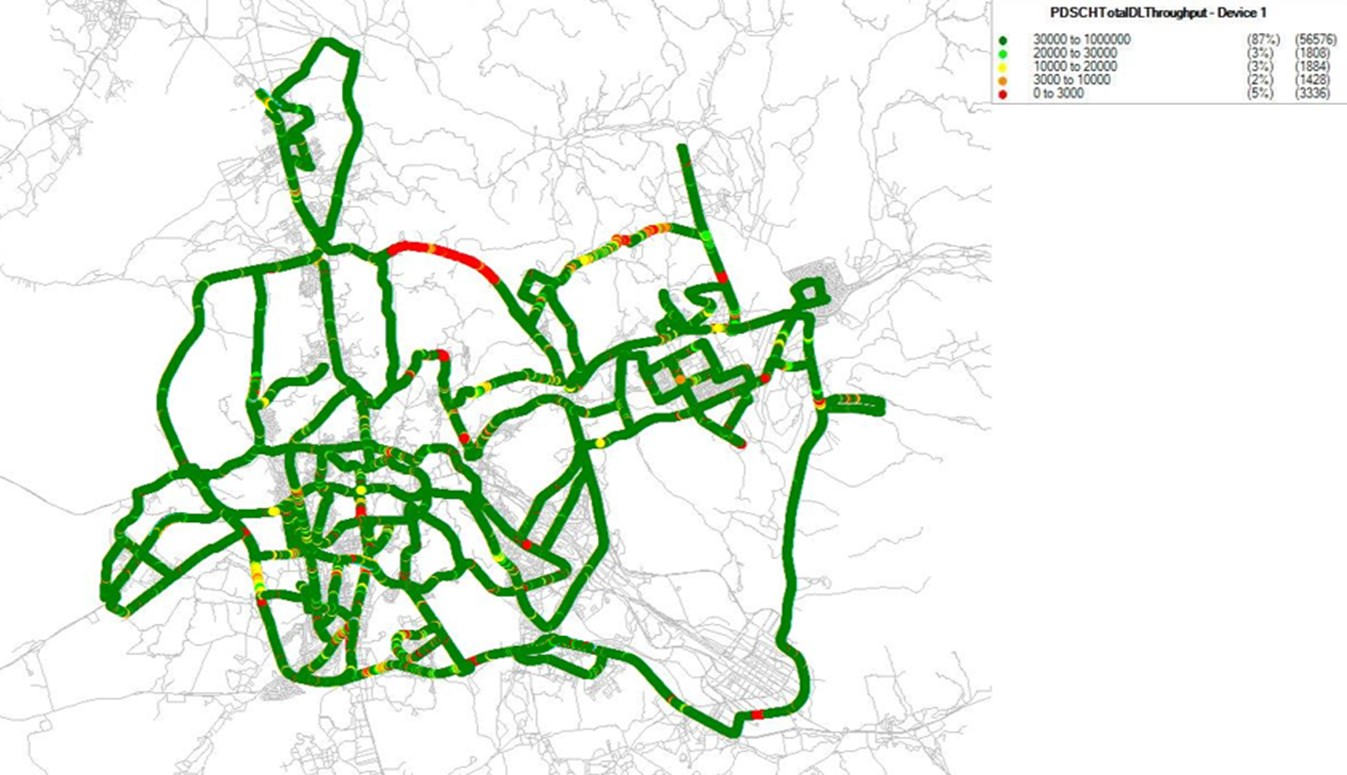 PDSCHTotalDLThroughput - Device 1
30000 to 1000000 (87%) (56576)
20000 to 30000 (3%) (1808)
10000 to 20000 (3%) (1884)
3000 to 10000 (2%) (1428)
0 to 3000 (5%) (3336)